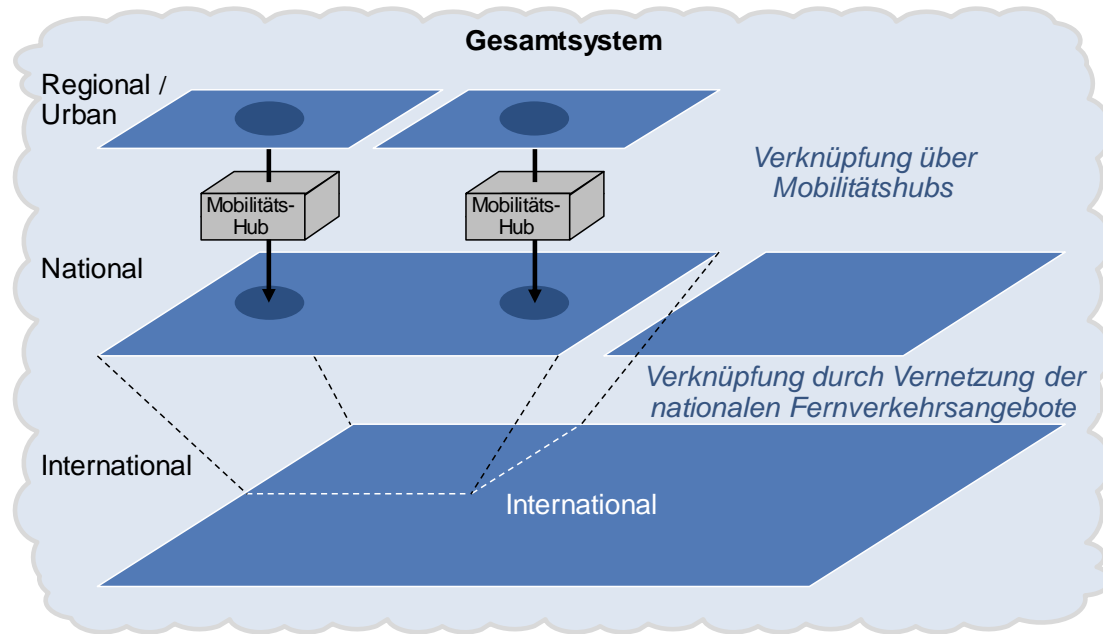 Gesamtsystem
Regional /
Urban
Verknüpfung über
Mobilitätshubs
Mobilitäts-
Hub
Mobilitäts-
Hub
National
Verknüpfung durch Vernetzung der
nationalen Fernverkehrsangebote
International
International